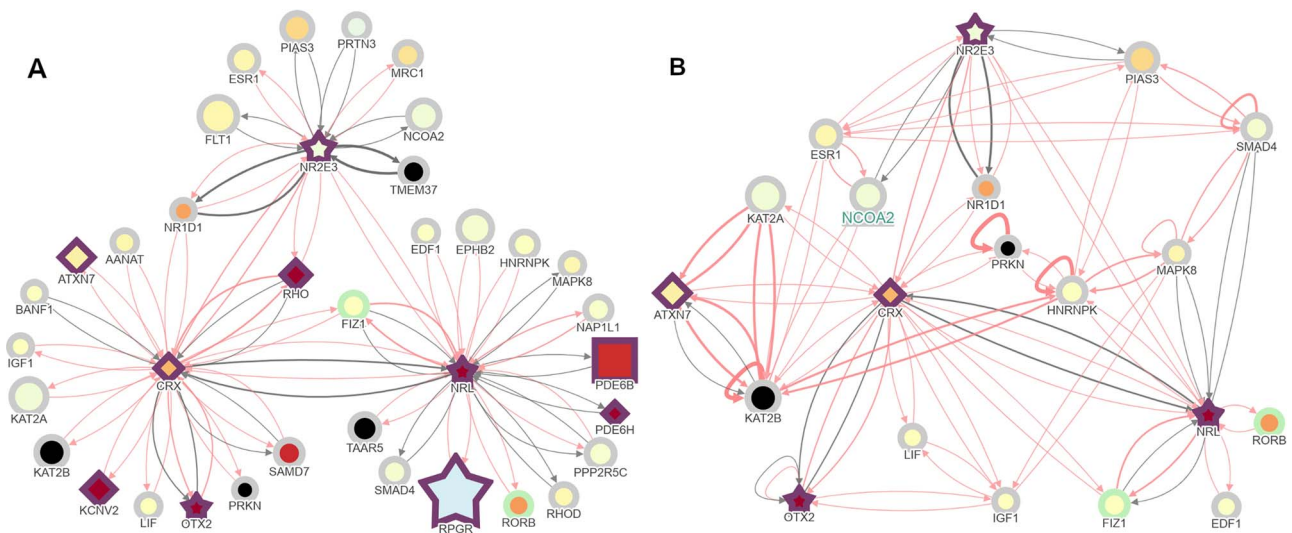 A
PIAS3
PRTN3
ESR1
MRC1
FLT1
NCOA2
NR2E3
TMEM37
NR1D1
EDF1
EPHB2
HNRNPK
MAPK8
AANAT
ATXN7
RHO
BANF1
FIZ1
NAP1L1
IGF1
CRX
NRL
PDE6B
KAT2A
PDE6H
TAAR5
KAT2B
SAMD7
PPP2R5C
SMAD4
KCNV2
LIF
OTX2
PRKN
RPGR
RORB
RHOD
B
NR2E3
PIAS3
SMAD4
ESR1
KAT2A
NCOA2
NR1D1
PRKN
MAPK8
ATXN7
CRX
HNRNPK
KAT2B
NRL
RORB
LIF
OTX2
IGF1
FIZ1
EDF1